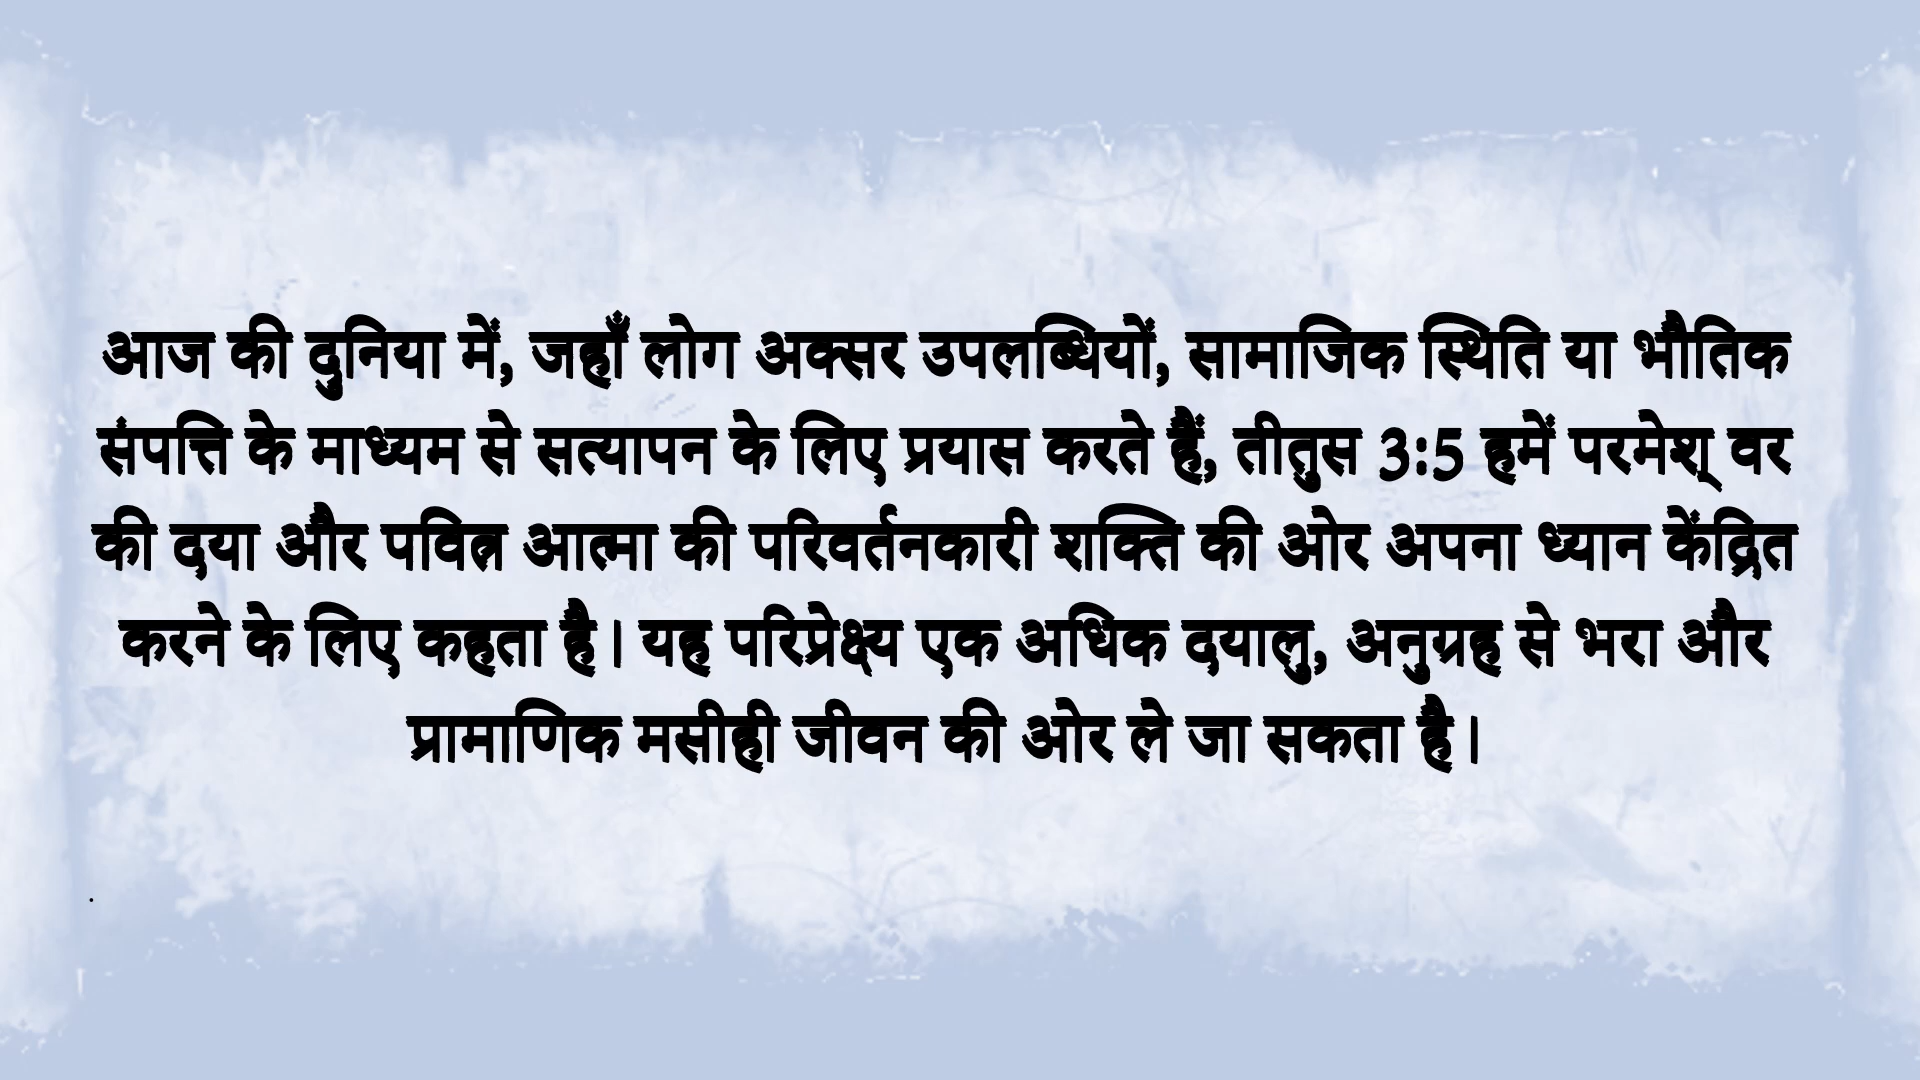 आज की दुनिया में, जहाँ लोग अक्सर उपलब्धियों, सामाजिक स्थिति या भौतिक
संपत्ति के माध्यम से सत्यापन के लिए प्रयास करते हैं, तीतुस 3:5 हमें परमेश् वर
की दया और पवित्र आत्मा की परिवर्तनकारी शक्ति की ओर अपना ध्यान केंद्रित
करने के लिए कहता है। यह परिप्रेक्ष्य एक अधिक दयालु, अनुग्रह से भरा और
प्रामाणिक मसीही जीवन की ओर ले जा सकता है।
.